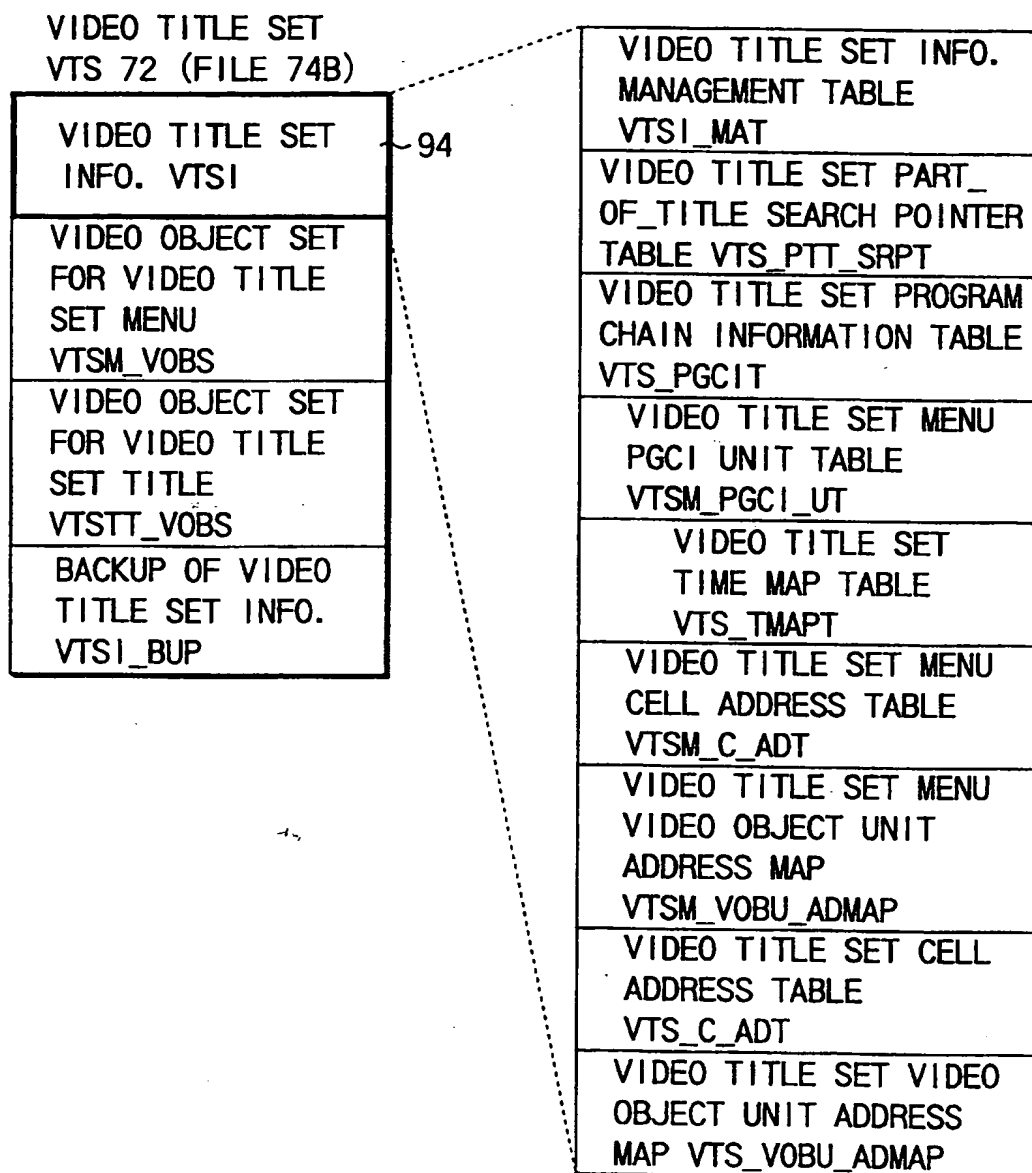 VIDEO TITLE SET
VTS 72 (FILE 74B)
VIDEO TITLE SET
INFO. VTSI
94
VIDEO OBJECT SET
FOR VIDEO TITLE
SET MENU
VTSM_VOBS
VIDEO OBJECT SET
FOR VIDEO TITLE
SET TITLE
VTSTT_VOBS
BACKUP OF VIDEO
TITLE SET INFO.
VTSI_BUP
VIDEO TITLE SET INFO.
MANAGEMENT TABLE
VTSI_MAT
VIDEO TITLE SET PART_
OF_TITLE SEARCH POINTER
TABLE VTS_PTT_SRPT
VIDEO TITLE SET PROGRAM
CHAIN INFORMATION TABLE
VTS_PGCIT
VIDEO TITLE SET MENU
PGCI UNIT TABLE
VTSM_PGCI_UT
VIDEO TITLE SET
TIME MAP TABLE
VTS_TMAPT
VIDEO TITLE SET MENU
CELL ADDRESS TABLE
VTSM_C_ADT
VIDEO TITLE SET MENU
VIDEO OBJECT UNIT
ADDRESS MAP
VTSM_VOBU_ADMAP
VIDEO TITLE SET CELL
ADDRESS TABLE
VTS_C_ADT
VIDEO TITLE SET VIDEO
OBJECT UNIT ADDRESS
MAP VTS_VOBU_ADMAP